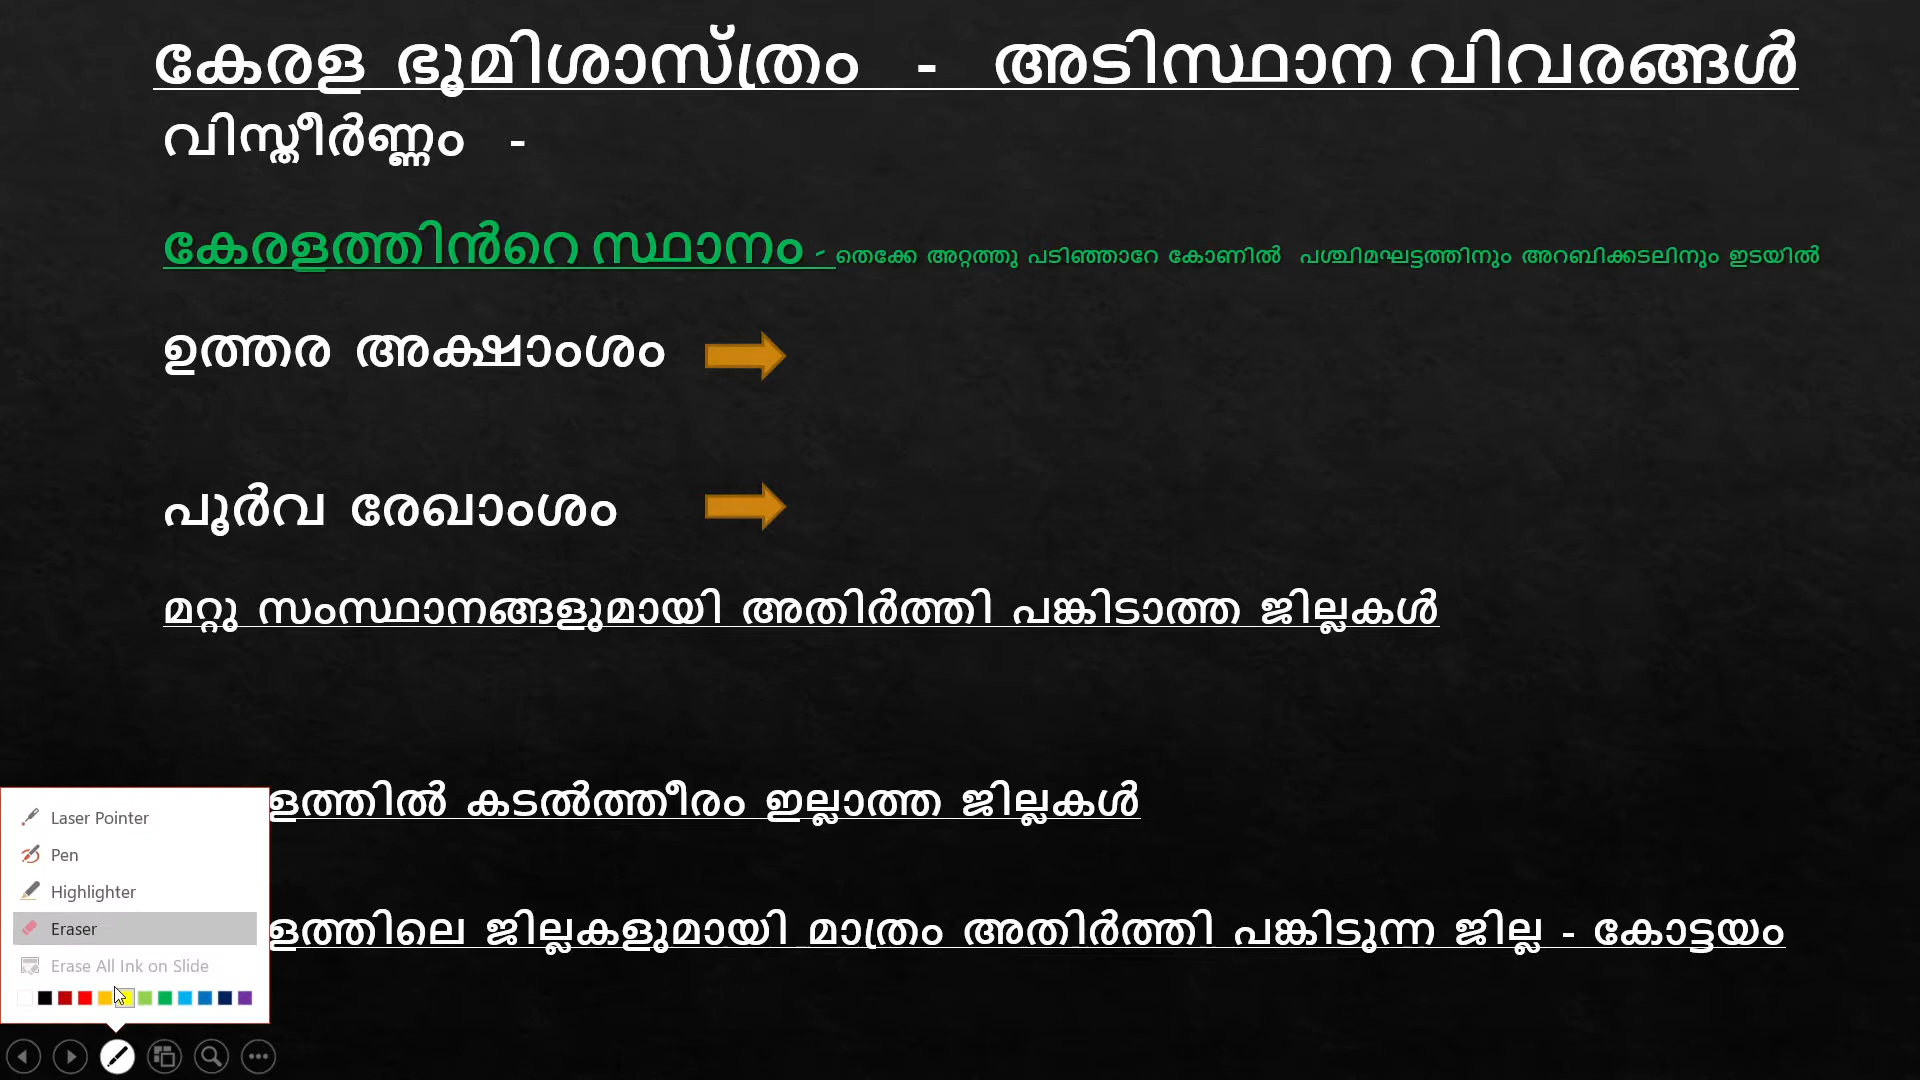 കേരള ഭൂമിശാസ്ത്രം - അടിസ്ഥാന വിവരങ്ങൾ
വിസ്തീർണ്ണം -
കേരളത്തിൻറെ സ്ഥാനം - തെക്കേ അറ്റത്തു പടിഞ്ഞാറേ കോണിൽ പശ്ചിമഘട്ടത്തിനും അറബിക്കടലിനും ഇടയിൽ
ഉത്തര അക്ഷാംശം
പൂർവ രേഖാംശം
മറ്റു സംസ്ഥാനങ്ങളുമായി അതിർത്തി പങ്കിടാത്ത ജില്ലകൾ
ളത്തിൽ കടൽത്തീരം ഇല്ലാത്ത ജില്ലകൾ
ളത്തിലെ ജില്ലകളുമായി മാത്രം അതിർത്തി പങ്കിടുന്ന ജില്ല - കോട്ടയം
Laser Pointer
Pen
Highlighter
Eraser
Erase All Ink on Slide